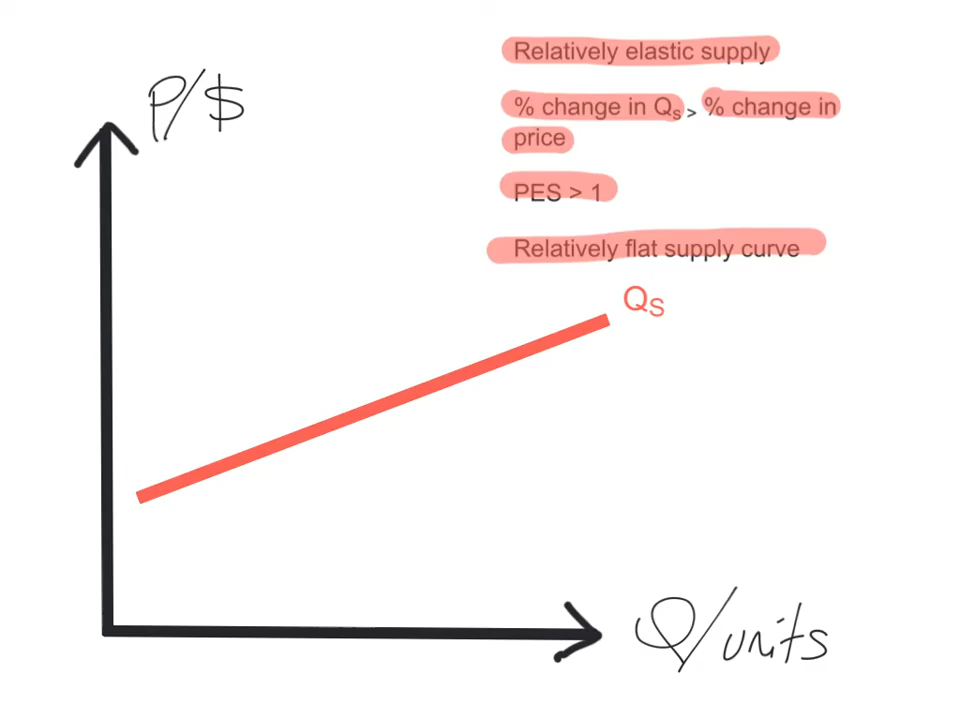 P/$
Relatively elastic supply
% change in Qs > % change in
price
PES > 1
Relatively flat supply curve
QS
Q/units